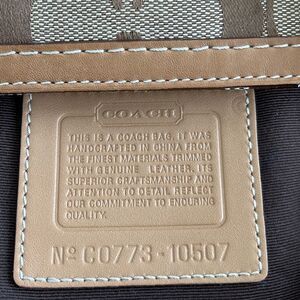 COACH
THIS IS A COACH BAG. IT WAS
HANDCRAFTED IN CHINA FROM
THE FINEST MATERIALS TRIMMED
WITH GENUINE LEATHER. ITS
SUPERIOR CRAFTSMANSHIP AND
ATTENTION TO DETAIL REFLECT
OUR COMMITMENT TO ENDURING
QUALITY.
Nº CO773-10507